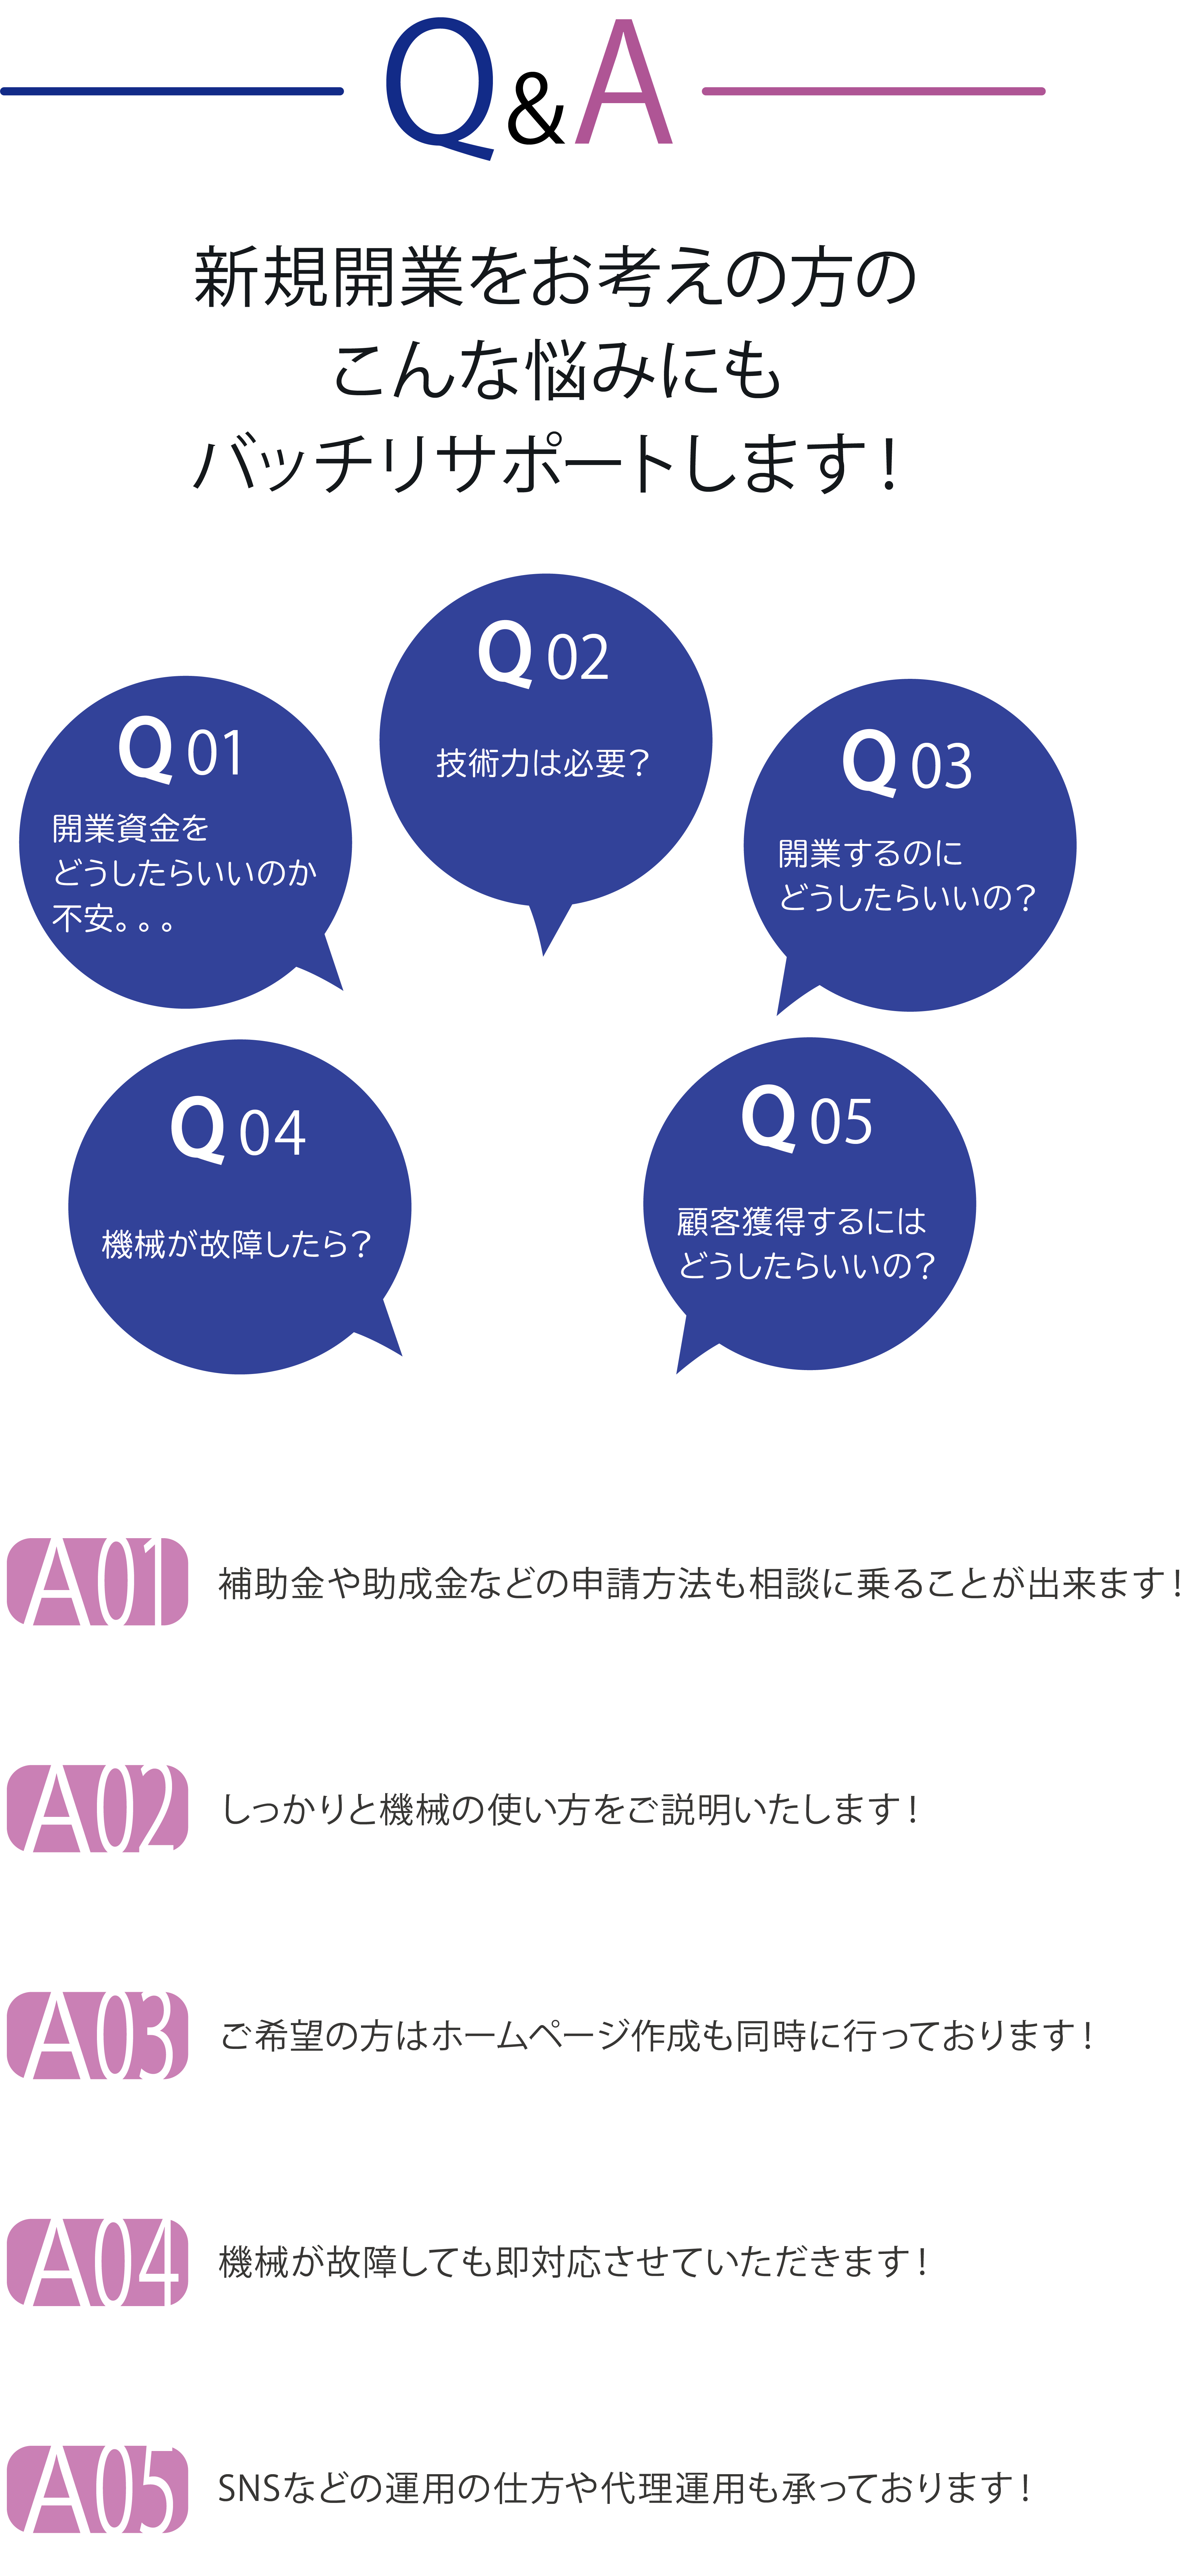 Q&A
新規開業をお考えの方の
こんな悩みにも
バッチリサポートします！
Q 01
開業資金を
どうしたらいいのか
不安。。。
Q 02
技術力は必要？
Q 03
開業するのに
どうしたらいいの？
Q 04
機械が故障したら？
Q 05
顧客獲得するには
どうしたらいいの？
A01
補助金や助成金などの申請方法も相談に乗ることが出来ます！
A02
しっかりと機械の使い方をご説明いたします！
A03
ご希望の方はホームページ作成も同時に行っております！
A04
機械が故障しても即対応させていただきます！
A05
SNSなどの運用の仕方や代理運用も承っております！